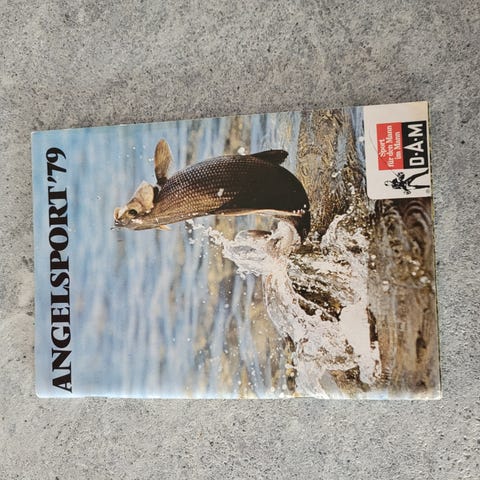 ANGELSPORT'79
Sport
für den Mann
im Mann
D·A·M